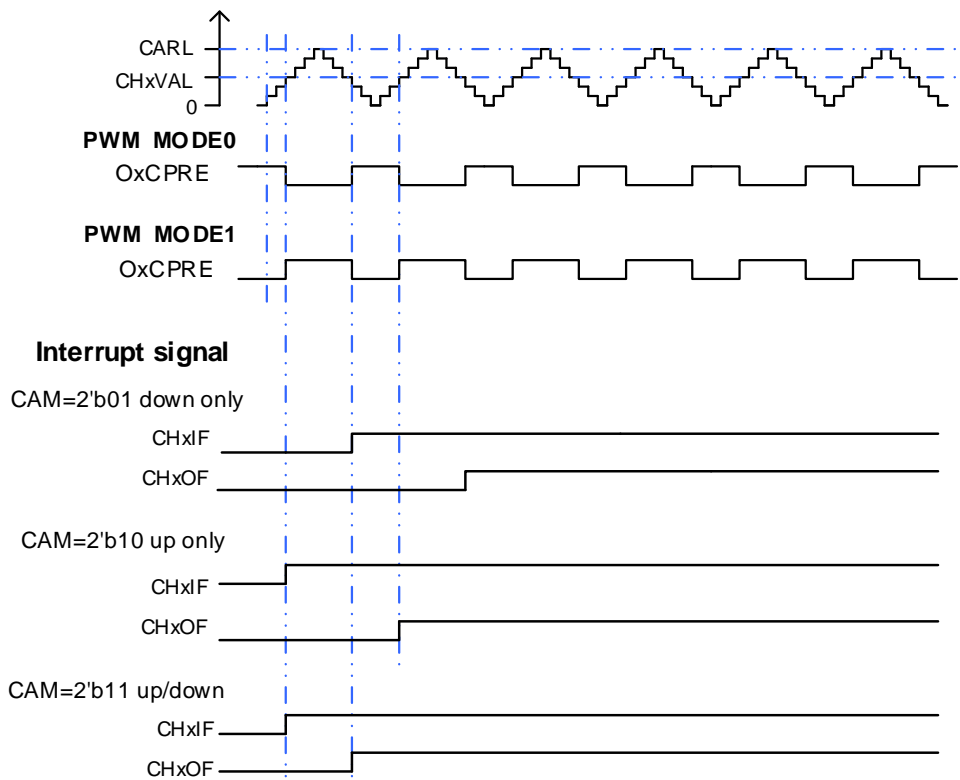 CARL
CHxVAL
0
PWM MODE0
OxCPRE
PWM MODE1
OxCPRE
Interrupt signal
CAM=2'b01 down only
CHxIF
CHxOF
CAM=2'b10 up only
CHxIF
CHxOF
CAM=2'b11 up/down
CHxIF
CHxOF